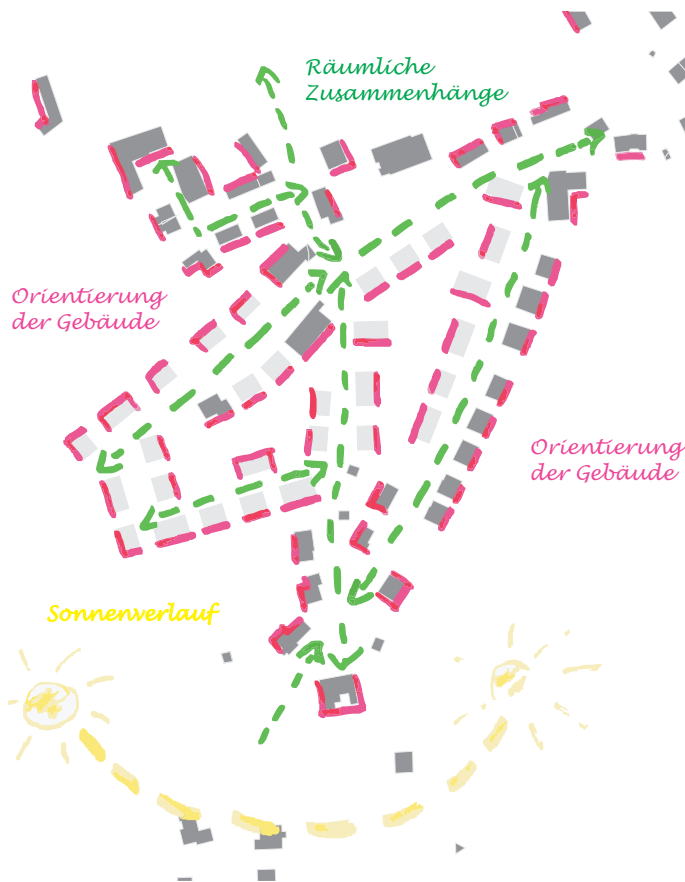 Räumliche
Zusammenhänge
Orientierung
der Gebäude
Orientierung
der Gebäude
Sonnenverlauf